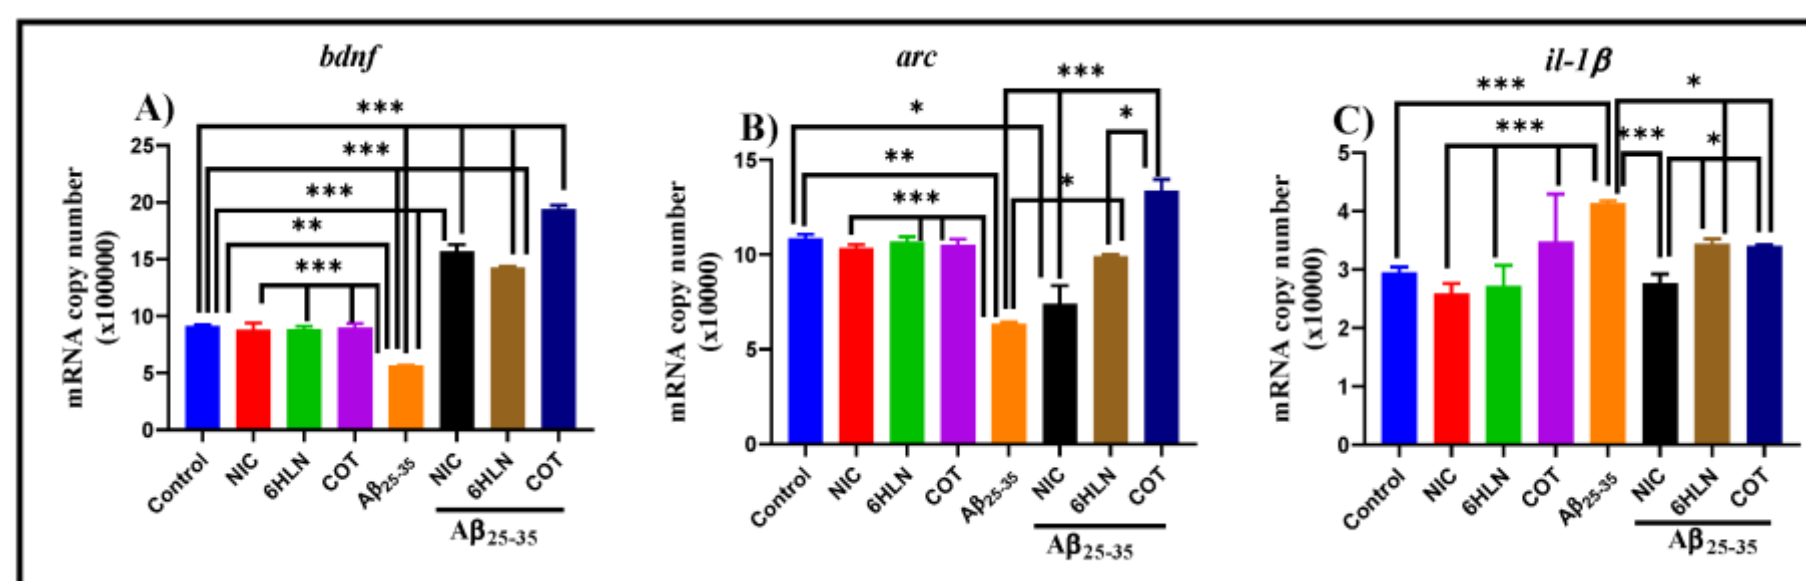 bdnf
A)
***
***
***
**
***
mRNA copy number
(x100000)
25
20
15
10
5
0
Control
NIC
6HLN
COT
Aβ25-35
NIC
6HLN
COT
Aβ25-35
arc
B)
***
*
*
**
*
***
mRNA copy number
(x10000)
15
10
5
0
Control
NIC
6HLN
COT
Aβ25-35
NIC
6HLN
COT
Aβ25-35
il-1β
C)
***
*
***
***
*
mRNA copy number
(x10000)
5
4
3
2
1
0
Control
NIC
6HLN
COT
Aβ25-35
NIC
6HLN
COT
Aβ25-35